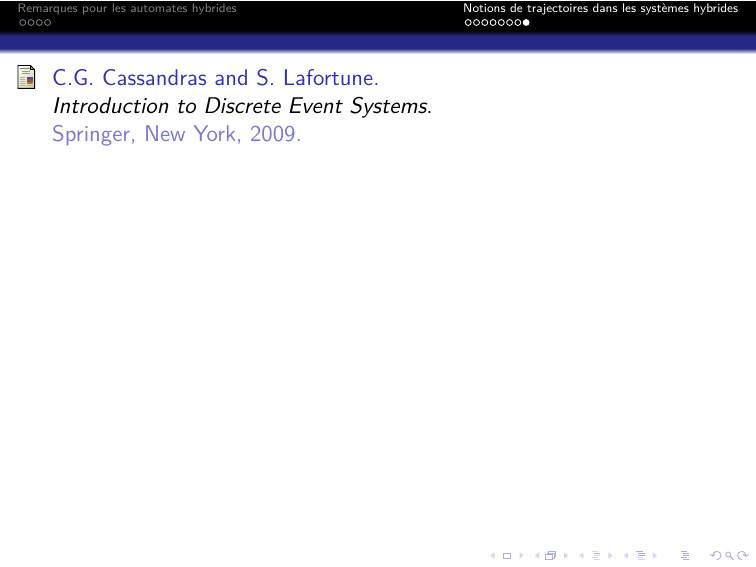 Remarques pour les automates hybrides
Notions de trajectoires dans les systèmes hybrides
C.G. Cassandras and S. Lafortune.
Introduction to Discrete Event Systems.
Springer, New York, 2009.